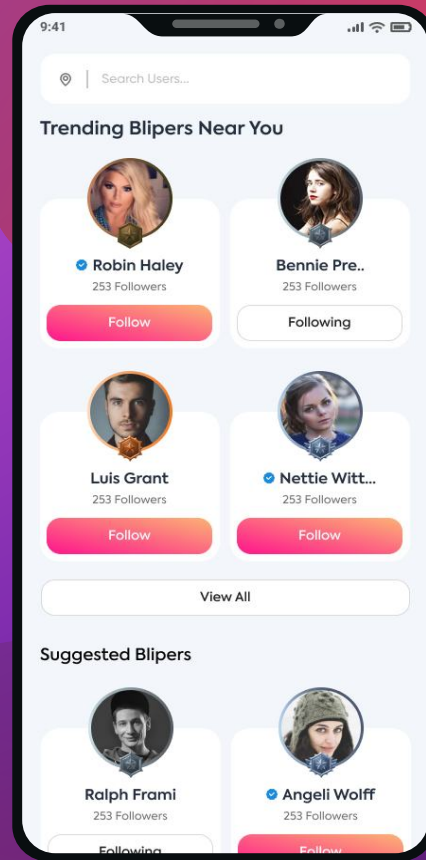 9:41
Search Users...
Trending Blipers Near You
Robin Haley
253 Followers
Follow
Bennie Pre..
253 Followers
Following
Luis Grant
253 Followers
Follow
Nettie Witt...
253 Followers
Follow
View All
Suggested Blipers
Ralph Frami
253 Followers
Following
Angeli Wolff
253 Followers
Follow